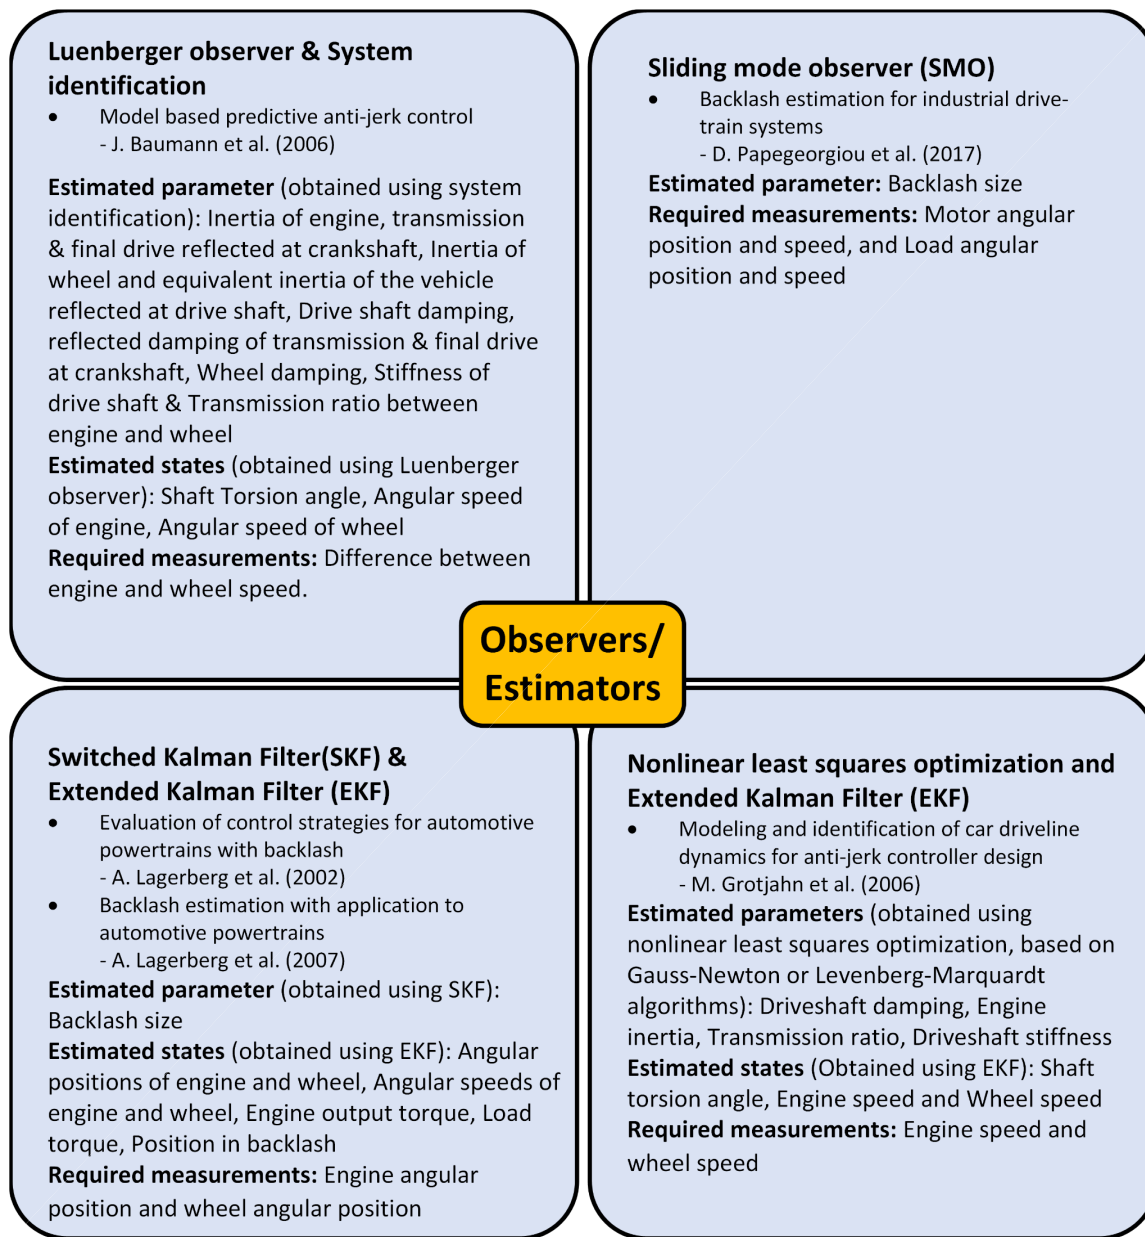 Luenberger observer & System
identification
• Model based predictive anti-jerk control
- J. Baumann et al. (2006)
Estimated parameter (obtained using system
identification): Inertia of engine, transmission
& final drive reflected at crankshaft, Inertia of
wheel and equivalent inertia of the vehicle
reflected at drive shaft, Drive shaft damping,
reflected damping of transmission & final drive
at crankshaft, Wheel damping, Stiffness of
drive shaft & Transmission ratio between
engine and wheel
Estimated states (obtained using Luenberger
observer): Shaft Torsion angle, Angular speed
of engine, Angular speed of wheel
Required measurements: Difference between
engine and wheel speed.
Sliding mode observer (SMO)
• Backlash estimation for industrial drive-
train systems
- D. Papegeorgiou et al. (2017)
Estimated parameter: Backlash size
Required measurements: Motor angular
position and speed, and Load angular
position and speed
Observers/
Estimators
Switched Kalman Filter(SKF) &
Extended Kalman Filter (EKF)
• Evaluation of control strategies for automotive
powertrains with backlash
- A. Lagerberg et al. (2002)
• Backlash estimation with application to
automotive powertrains
- A. Lagerberg et al. (2007)
Estimated parameter (obtained using SKF):
Backlash size
Estimated states (obtained using EKF): Angular
positions of engine and wheel, Angular speeds of
engine and wheel, Engine output torque, Load
torque, Position in backlash
Required measurements: Engine angular
position and wheel angular position
Nonlinear least squares optimization and
Extended Kalman Filter (EKF)
• Modeling and identification of car driveline
dynamics for anti-jerk controller design
- M. Grotjahn et al. (2006)
Estimated parameters (obtained using
nonlinear least squares optimization, based on
Gauss-Newton or Levenberg-Marquardt
algorithms): Driveshaft damping, Engine
inertia, Transmission ratio, Driveshaft stiffness
Estimated states (Obtained using EKF): Shaft
torsion angle, Engine speed and Wheel speed
Required measurements: Engine speed and
wheel speed